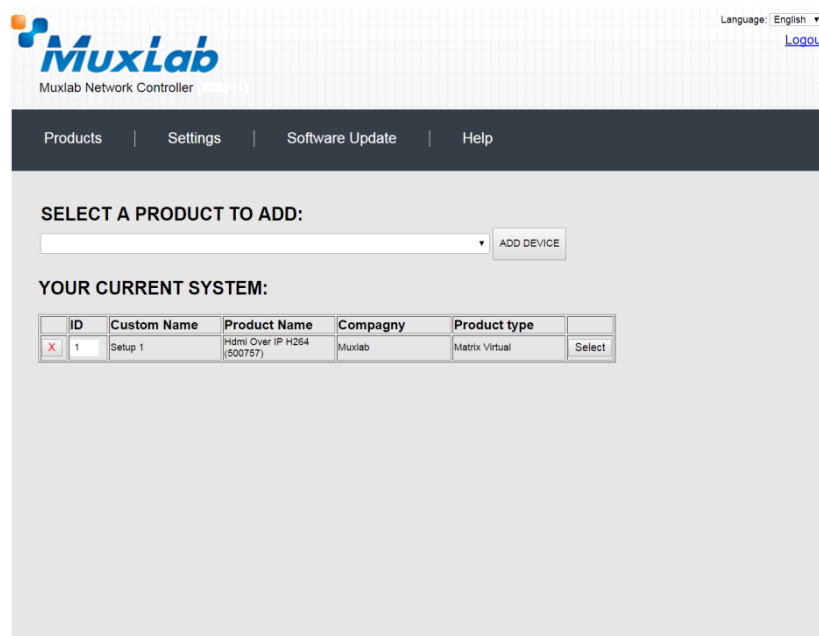 Language: English
Logou
MuxLab
Muxlab Network Controller
Products | Settings | Software Update | Help
SELECT A PRODUCT TO ADD:
ADD DEVICE
YOUR CURRENT SYSTEM:
ID Custom Name Product Name Compagny Product type
X 1 Setup 1 Hdmi Over IP H264 (500757) Muxlab Matrix Virtual Select